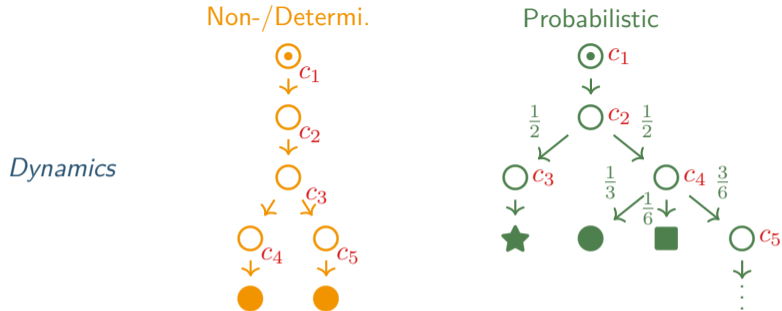 Non-/Determi.
Probabilistic
c₁
c₁
c₂
½ c₂ ½
Dynamics
c₃
c₃
⅓ c₄ 3/6
⅙
c₄ c₅
c₅
⋮